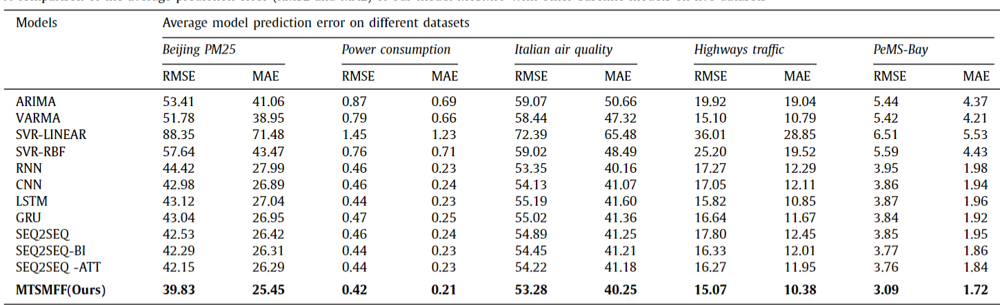 Models Average model prediction error on different datasets
Beijing PM25 Power consumption Italian air quality Highways traffic PeMS-Bay
RMSE MAE RMSE MAE RMSE MAE RMSE MAE RMSE MAE
ARIMA 53.41 41.06 0.87 0.69 59.07 50.66 19.92 19.04 5.44 4.37
VARMA 51.78 38.95 0.79 0.66 58.44 47.32 15.10 10.79 5.42 4.21
SVR-LINEAR 88.35 71.48 1.45 1.23 72.39 65.48 36.01 28.85 6.51 5.53
SVR-RBF 57.64 43.47 0.76 0.71 59.02 48.49 25.20 19.52 5.59 4.43
RNN 44.42 27.99 0.46 0.23 53.35 40.16 17.27 12.29 3.95 1.98
CNN 42.98 26.89 0.46 0.24 54.13 41.07 17.05 12.11 3.86 1.94
LSTM 43.12 27.04 0.44 0.23 55.19 41.60 15.82 10.85 3.87 1.96
GRU 43.04 26.95 0.47 0.25 55.02 41.36 16.64 11.67 3.84 1.92
SEQ2SEQ 42.53 26.42 0.46 0.24 54.89 41.25 17.80 12.45 3.85 1.95
SEQ2SEQ-BI 42.29 26.31 0.44 0.23 54.45 41.21 16.33 12.01 3.77 1.86
SEQ2SEQ -ATT 42.15 26.29 0.44 0.23 54.22 41.18 16.27 11.95 3.76 1.84
MTSMFF(Ours) 39.83 25.45 0.42 0.21 53.28 40.25 15.07 10.38 3.09 1.72